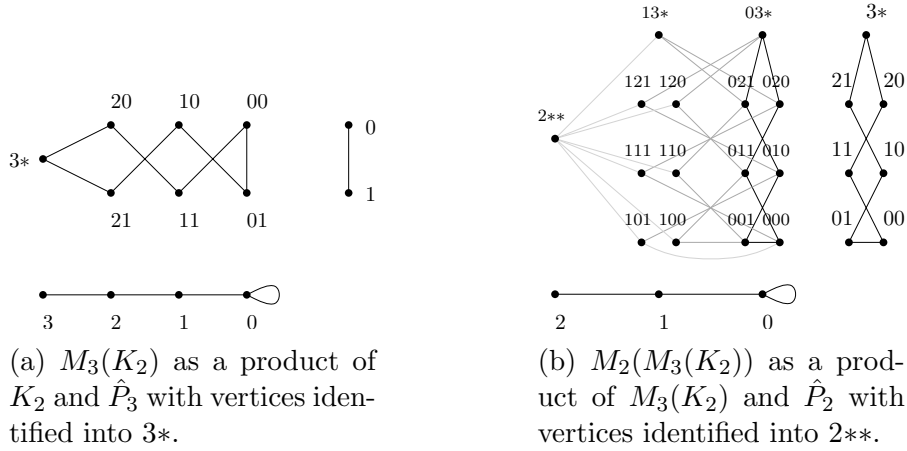 13* 03* 3*
20 10 00
121 120 021 020 21 20
0
2**
3*
111 110 011 010 11 10
1
21 11 01
101 100 001 000 01 00
3 2 1 0
2 1 0
(a) M₃(K₂) as a product of
K₂ and P̂₃ with vertices iden-
tified into 3*.
(b) M₂(M₃(K₂)) as a prod-
uct of M₃(K₂) and P̂₂ with
vertices identified into 2**.